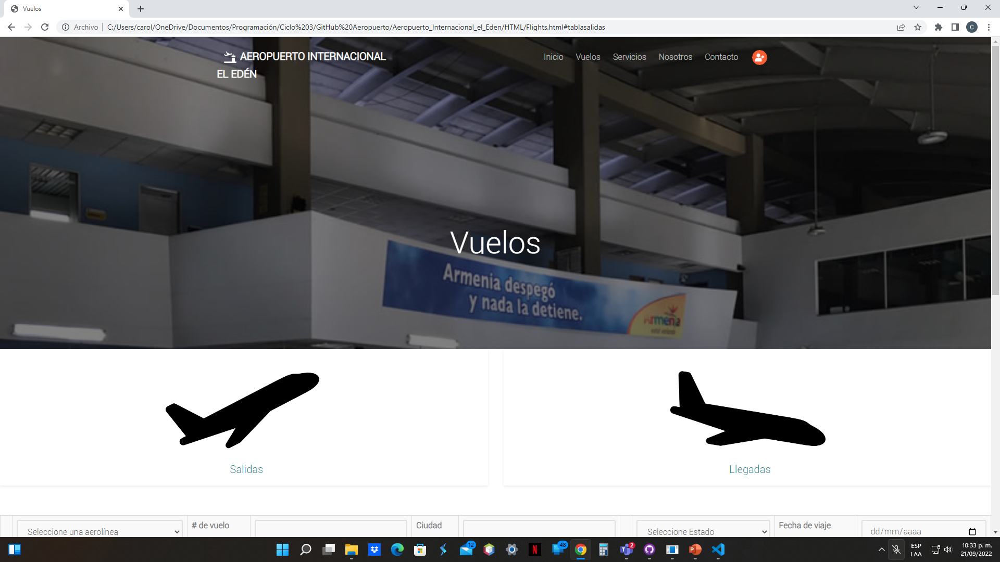 Vuelos
Archivo
C:/Users/carol/OneDrive/Documentos/Programación/Ciclo%203/GitHub%20Aeropuerto/Aeropuerto_Internacional_el_Eden/HTML/Flights.html#tablasalidas
C
AEROPUERTO INTERNACIONAL
EL EDÉN
Inicio Vuelos Servicios Nosotros Contacto
Vuelos
Armenia despegó
y nada la detiene.
Armenia
Salidas
Llegadas
Seleccione una aerolínea
# de vuelo
Ciudad
Seleccione Estado
Fecha de viaje
dd/mm/aaaa
12
48
2
ESP
LAA
10:33 p. m.
21/09/2022